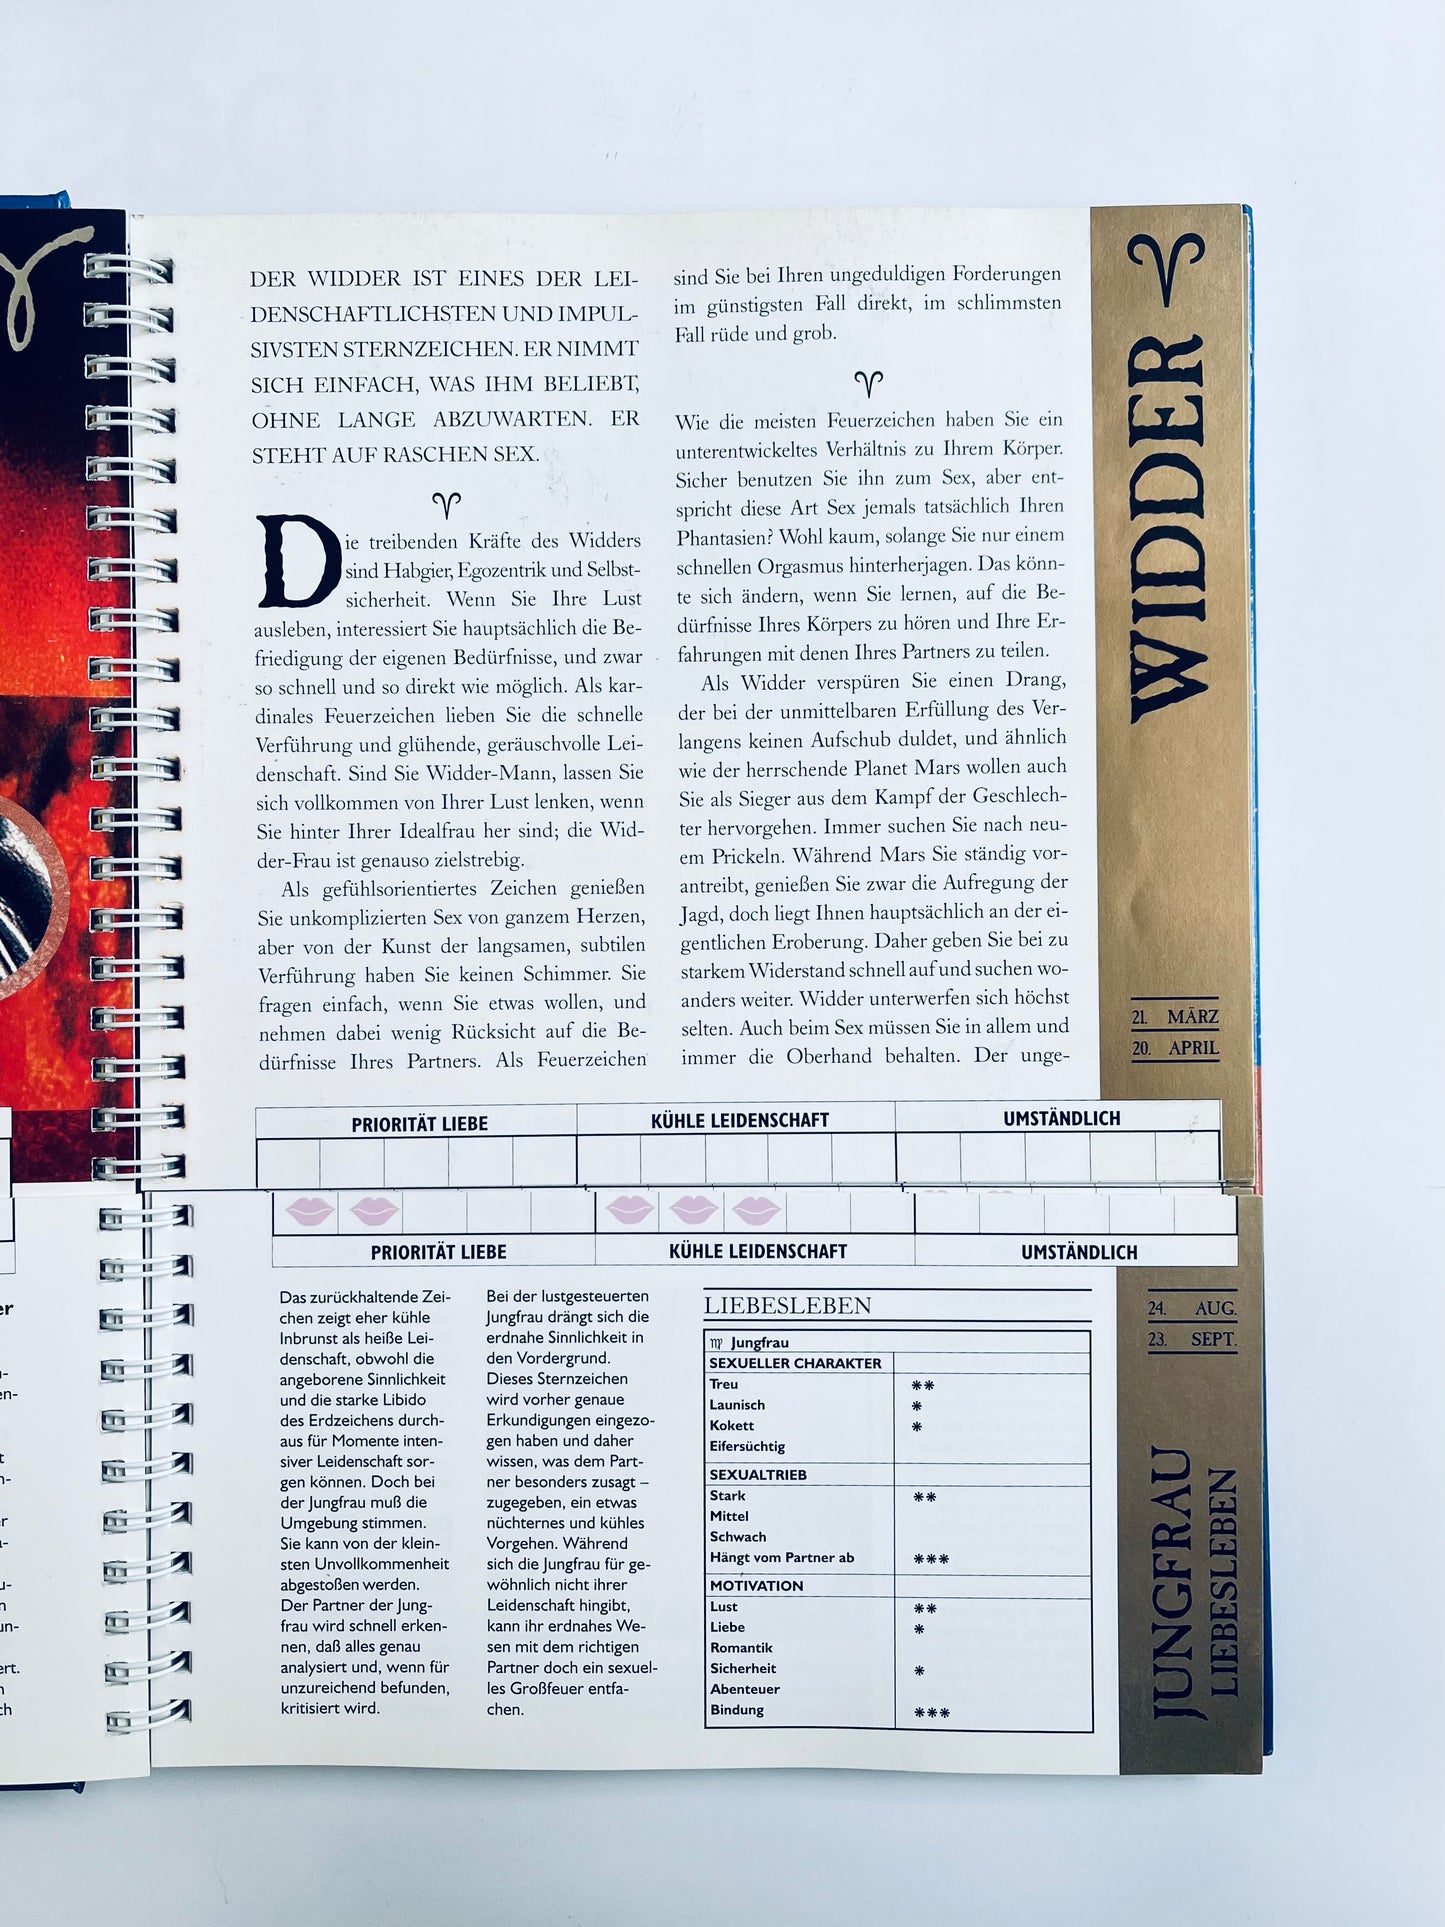 DER WIDDER IST EINES DER LEI-
DENSCHAFTLICHSTEN UND IMPUL-
SIVSTEN STERNZEICHEN. ER NIMMT
SICH EINFACH, WAS IHM BELIEBT,
OHNE LANGE ABZUWARTEN. ER
STEHT AUF RASCHEN SEX.
Die treibenden Kräfte des Widders
sind Habgier, Egozentrik und Selbst-
sicherheit. Wenn Sie Ihre Lust
ausleben, interessiert Sie hauptsächlich die Be-
friedigung der eigenen Bedürfnisse, und zwar
so schnell und so direkt wie möglich. Als kar-
dinales Feuerzeichen lieben Sie die schnelle
Verführung und glühende, geräuschvolle Lei-
denschaft. Sind Sie Widder-Mann, lassen Sie
sich vollkommen von Ihrer Lust lenken, wenn
Sie hinter Ihrer Idealfrau her sind; die Wid-
der-Frau ist genauso zielstrebig.
Als gefühlsorientiertes Zeichen genießen
Sie unkomplizierten Sex von ganzem Herzen,
aber von der Kunst der langsamen, subtilen
Verführung haben Sie keinen Schimmer. Sie
fragen einfach, wenn Sie etwas wollen, und
nehmen dabei wenig Rücksicht auf die Be-
dürfnisse Ihres Partners. Als Feuerzeichen
sind Sie bei Ihren ungeduldigen Forderungen
im günstigsten Fall direkt, im schlimmsten
Fall rüde und grob.
Wie die meisten Feuerzeichen haben Sie ein
unterentwickeltes Verhältnis zu Ihrem Körper.
Sicher benutzen Sie ihn zum Sex, aber ent-
spricht diese Art Sex jemals tatsächlich Ihren
Phantasien? Wohl kaum, solange Sie nur einem
schnellen Orgasmus hinterherjagen. Das könn-
te sich ändern, wenn Sie lernen, auf die Be-
dürfnisse Ihres Körpers zu hören und Ihre Er-
fahrungen mit denen Ihres Partners zu teilen.
Als Widder verspüren Sie einen Drang,
der bei der unmittelbaren Erfüllung des Ver-
langens keinen Aufschub duldet, und ähnlich
wie der herrschende Planet Mars wollen auch
Sie als Sieger aus dem Kampf der Geschlech-
ter hervorgehen. Immer suchen Sie nach neu-
em Prickeln. Während Mars Sie ständig vor-
antreibt, genießen Sie zwar die Aufregung der
Jagd, doch liegt Ihnen hauptsächlich an der ei-
gentlichen Eroberung. Daher geben Sie bei zu
starkem Widerstand schnell auf und suchen wo-
anders weiter. Widder unterwerfen sich höchst
selten. Auch beim Sex müssen Sie in allem und
immer die Oberhand behalten. Der unge-
WIDDER
21. MÄRZ
20. APRIL
PRIORITÄT LIEBE
KÜHLE LEIDENSCHAFT
UMSTÄNDLICH
PRIORITÄT LIEBE
KÜHLE LEIDENSCHAFT
UMSTÄNDLICH
Das zurückhaltende Zei-
chen zeigt eher kühle
Inbrunst als heiße Lei-
denschaft, obwohl die
angeborene Sinnlichkeit
und die starke Libido
des Erdzeichens durch-
aus für Momente inten-
siver Leidenschaft sor-
gen können. Doch bei
der Jungfrau muß die
Umgebung stimmen.
Sie kann von der klein-
sten Unvollkommenheit
abgestoßen werden.
Der Partner der Jung-
frau wird schnell erken-
nen, daß alles genau
analysiert und, wenn für
unzureichend befunden,
kritisiert wird.
Bei der lustgesteuerten
Jungfrau drängt sich die
erdnahe Sinnlichkeit in
den Vordergrund.
Dieses Sternzeichen
wird vorher genaue
Erkundigungen eingezo-
gen haben und daher
wissen, was dem Part-
ner besonders zusagt –
zugegeben, ein etwas
nüchternes und kühles
Vorgehen. Während
sich die Jungfrau für ge-
wöhnlich nicht ihrer
Leidenschaft hingibt,
kann ihr erdnahes We-
sen mit dem richtigen
Partner doch ein sexuel-
les Großfeuer entfa-
chen.
LIEBESLEBEN
♍ Jungfrau
SEXUELLER CHARAKTER
Treu **
Launisch *
Kokett *
Eifersüchtig
SEXUALTRIEB
Stark **
Mittel
Schwach
Hängt vom Partner ab ***
MOTIVATION
Lust **
Liebe *
Romantik
Sicherheit *
Abenteuer
Bindung ***
24. AUG.
23. SEPT.
JUNGFRAU
LIEBESLEBEN